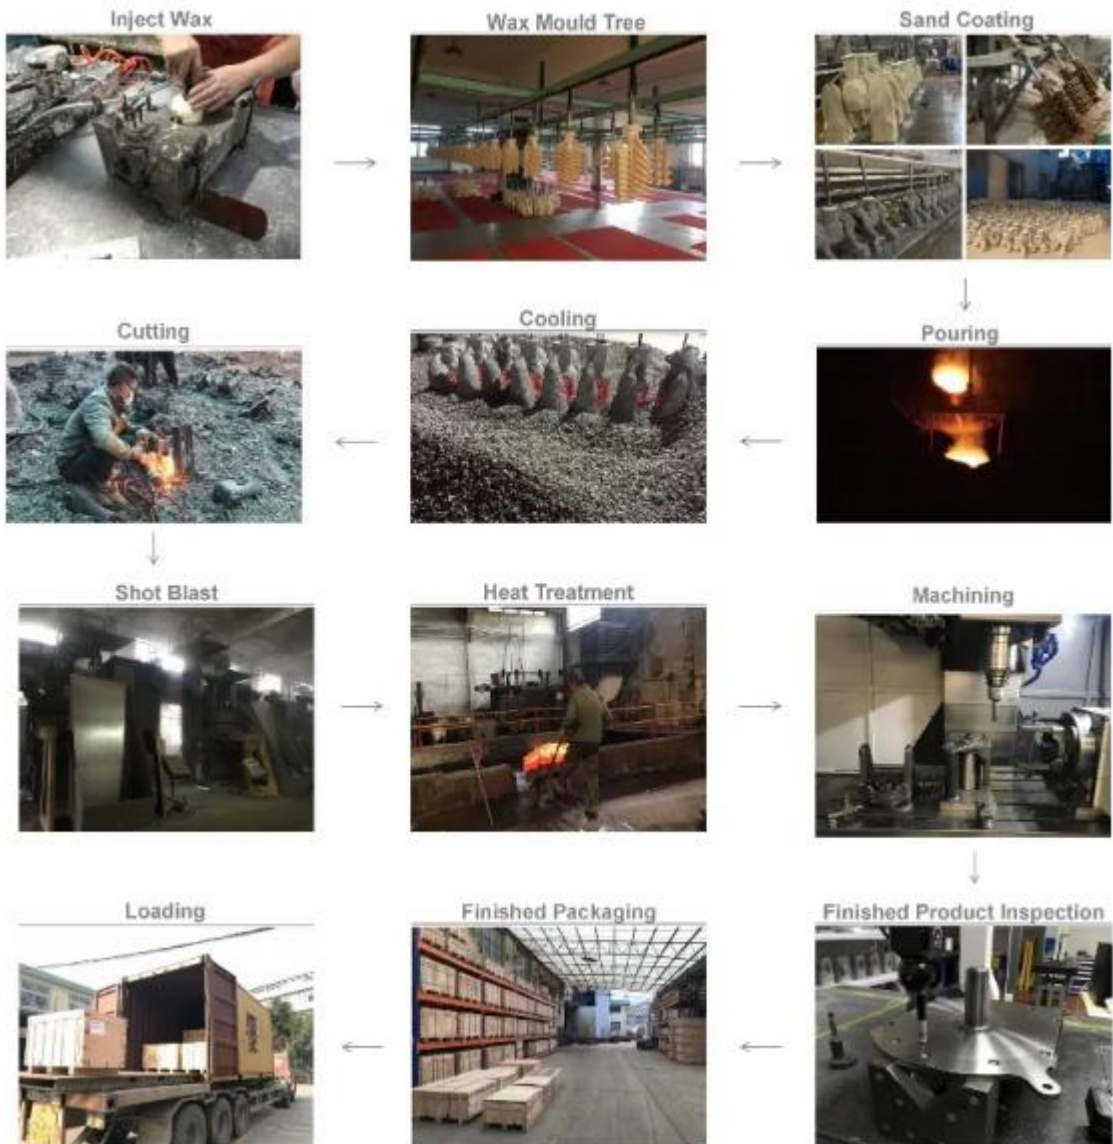 Inject Wax
Wax Mould Tree
Sand Coating
Cutting
Cooling
Pouring
Shot Blast
Heat Treatment
Machining
Loading
Finished Packaging
Finished Product Inspection